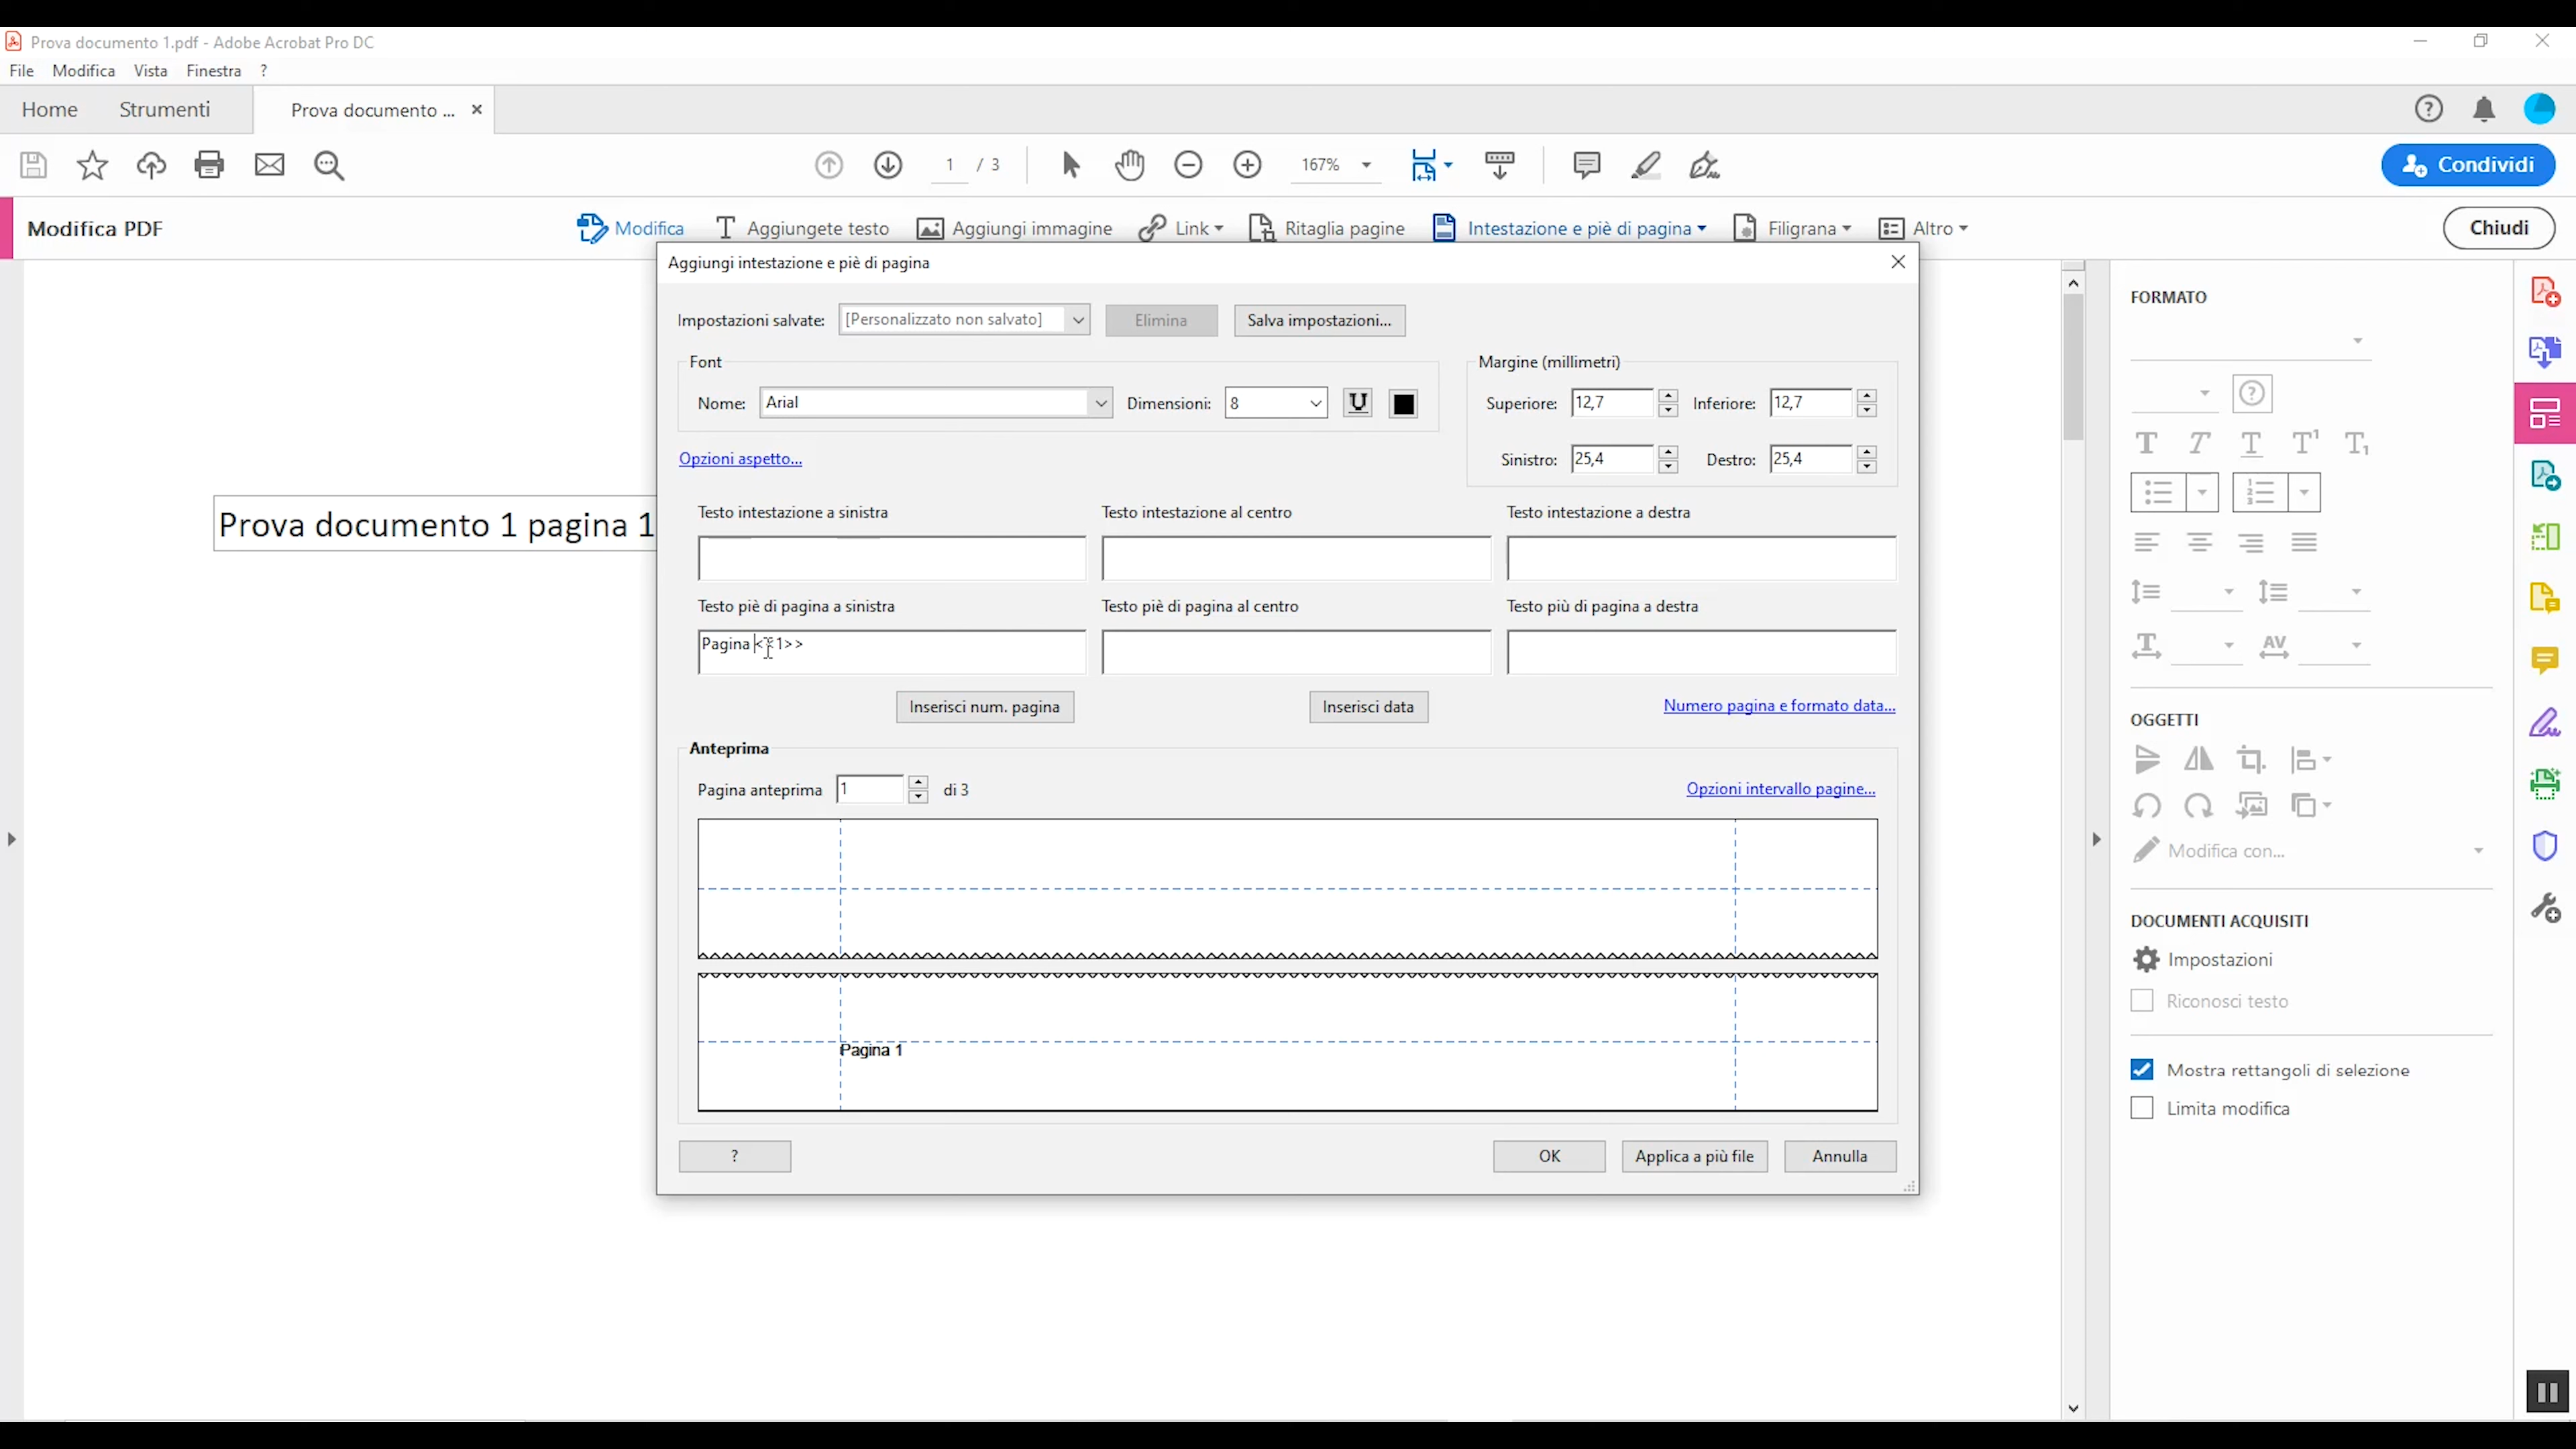 Prova documento 1.pdf - Adobe Acrobat Pro DC
File Modifica Vista Finestra ?
Home Strumenti Prova documento ... ×
1 / 3 167% Condividi
Modifica PDF Modifica Aggiungete testo Aggiungi immagine Link Ritaglia pagine Intestazione e piè di pagina Filigrana Altro Chiudi
Aggiungi intestazione e piè di pagina
Impostazioni salvate: [Personalizzato non salvato] Elimina Salva impostazioni...
Font Margine (millimetri)
Nome: Arial Dimensioni: 8 Superiore: 12,7 Inferiore: 12,7
Opzioni aspetto... Sinistro: 25,4 Destro: 25,4
Testo intestazione a sinistra Testo intestazione al centro Testo intestazione a destra
Prova documento 1 pagina 1
Testo piè di pagina a sinistra Testo piè di pagina al centro Testo più di pagina a destra
Pagina <<1>>
Inserisci num. pagina Inserisci data Numero pagina e formato data...
Anteprima
Pagina anteprima 1 di 3 Opzioni intervallo pagine...
Pagina 1
? OK Applica a più file Annulla
FORMATO
OGGETTI
Modifica con...
DOCUMENTI ACQUISITI
Impostazioni
Riconosci testo
Mostra rettangoli di selezione
Limita modifica